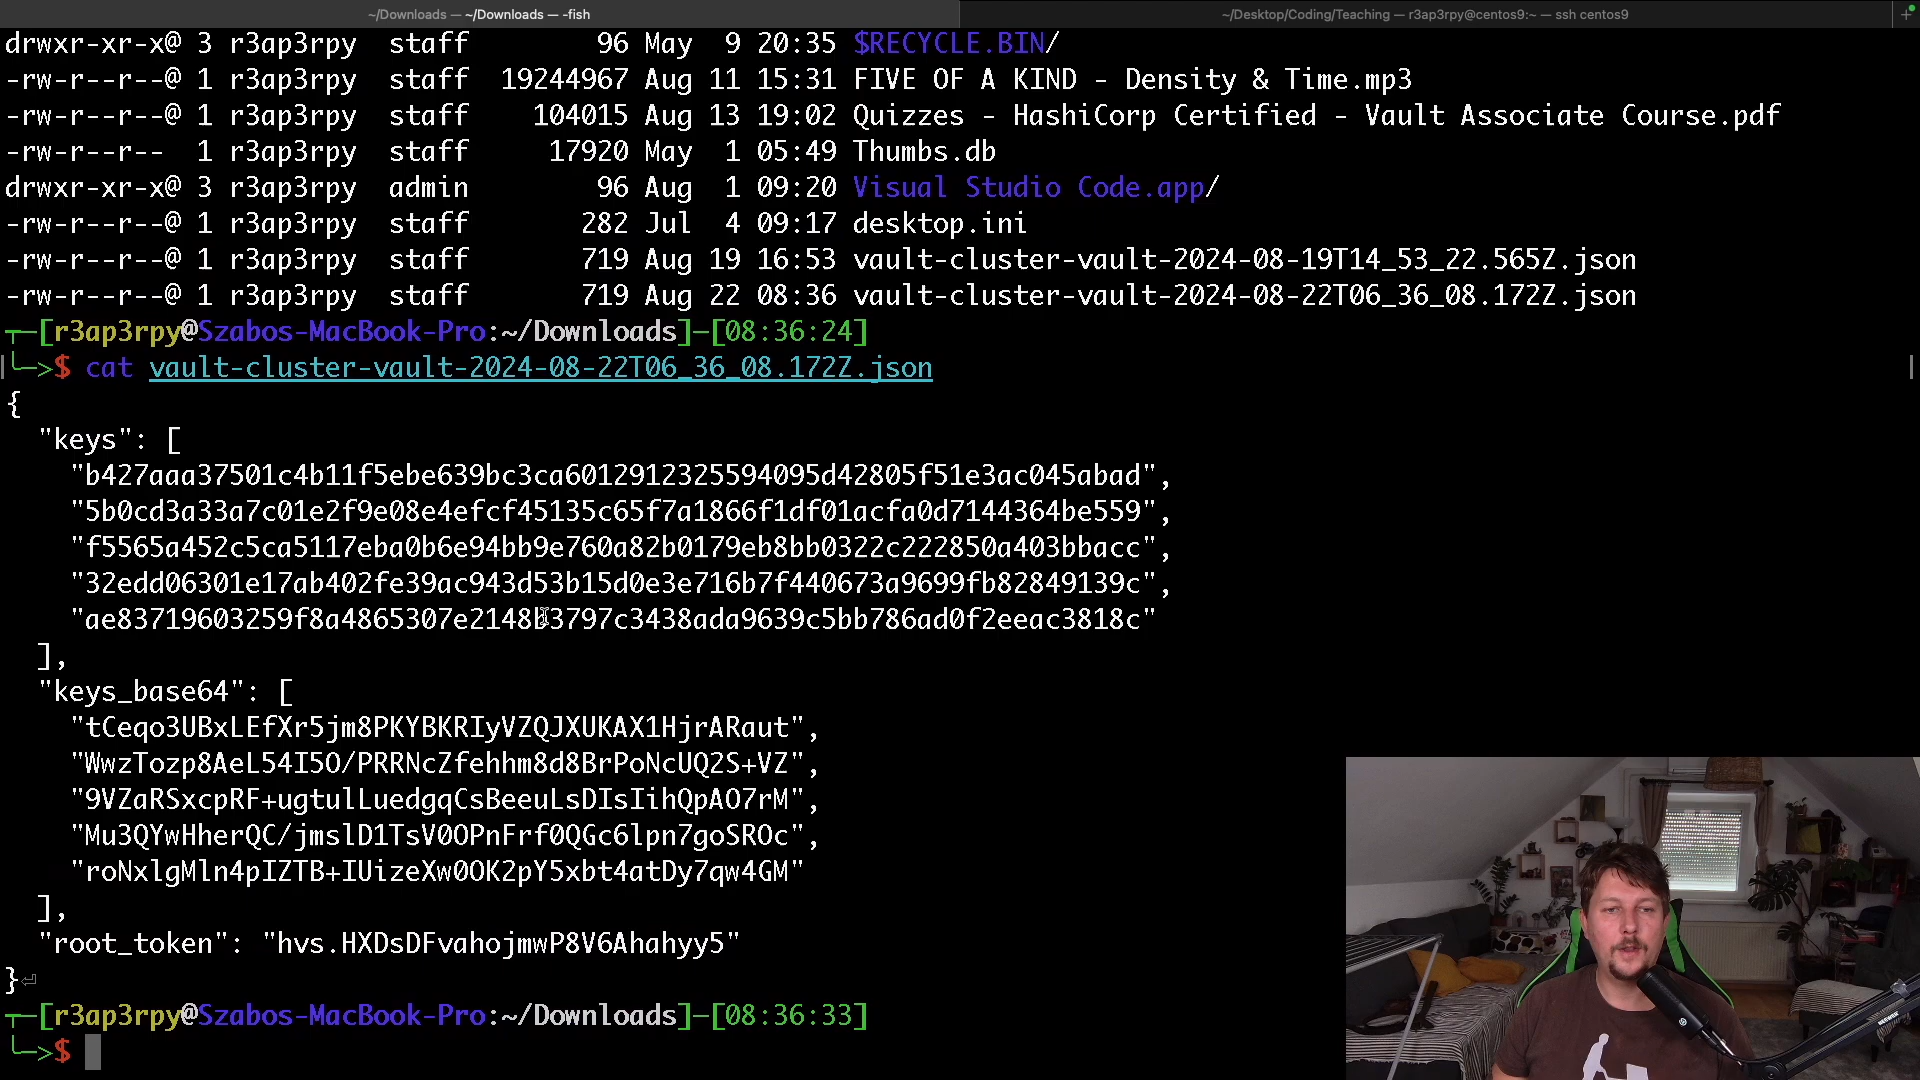 ~/Downloads — ~/Downloads — -fish
~/Desktop/Coding/Teaching — r3ap3rpy@centos9:~ — ssh centos9
drwxr-xr-x@ 3 r3ap3rpy staff 96 May 9 20:35 $RECYCLE.BIN/
-rw-r--r--@ 1 r3ap3rpy staff 19244967 Aug 11 15:31 FIVE OF A KIND - Density & Time.mp3
-rw-r--r--@ 1 r3ap3rpy staff 104015 Aug 13 19:02 Quizzes - HashiCorp Certified - Vault Associate Course.pdf
-rw-r--r-- 1 r3ap3rpy staff 17920 May 1 05:49 Thumbs.db
drwxr-xr-x@ 3 r3ap3rpy admin 96 Aug 1 09:20 Visual Studio Code.app/
-rw-r--r--@ 1 r3ap3rpy staff 282 Jul 4 09:17 desktop.ini
-rw-r--r--@ 1 r3ap3rpy staff 719 Aug 19 16:53 vault-cluster-vault-2024-08-19T14_53_22.565Z.json
-rw-r--r--@ 1 r3ap3rpy staff 719 Aug 22 08:36 vault-cluster-vault-2024-08-22T06_36_08.172Z.json
┬─[r3ap3rpy@Szabos-MacBook-Pro:~/Downloads]─[08:36:24]
╰─>$ cat vault-cluster-vault-2024-08-22T06_36_08.172Z.json
{
"keys": [
"b427aaa37501c4b11f5ebe639bc3ca6012912325594095d42805f51e3ac045abad",
"5b0cd3a33a7c01e2f9e08e4efcf45135c65f7a1866f1df01acfa0d7144364be559",
"f5565a452c5ca5117eba0b6e94bb9e760a82b0179eb8bb0322c222850a403bbacc",
"32edd06301e17ab402fe39ac943d53b15d0e3e716b7f440673a9699fb82849139c",
"ae83719603259f8a4865307e2148b3797c3438ada9639c5bb786ad0f2eeac3818c"
],
"keys_base64": [
"tCeqo3UBxLEfXr5jm8PKYBKRIyVZQJXUKAX1HjrARaut",
"WwzTozp8AeL54I5O/PRRNcZfehhm8d8BrPoNcUQ2S+VZ",
"9VZaRSxcpRF+ugtulLuedgqCsBeeuLsDIsIihQpAO7rM",
"Mu3QYwHherQC/jmslD1TsV0OPnFrf0QGc6lpn7goSROc",
"roNxlgMln4pIZTB+IUizeXw0OK2pY5xbt4atDy7qw4GM"
],
"root_token": "hvs.HXDsDFvahojmwP8V6Ahahyy5"
}⏎
┬─[r3ap3rpy@Szabos-MacBook-Pro:~/Downloads]─[08:36:33]
╰─>$